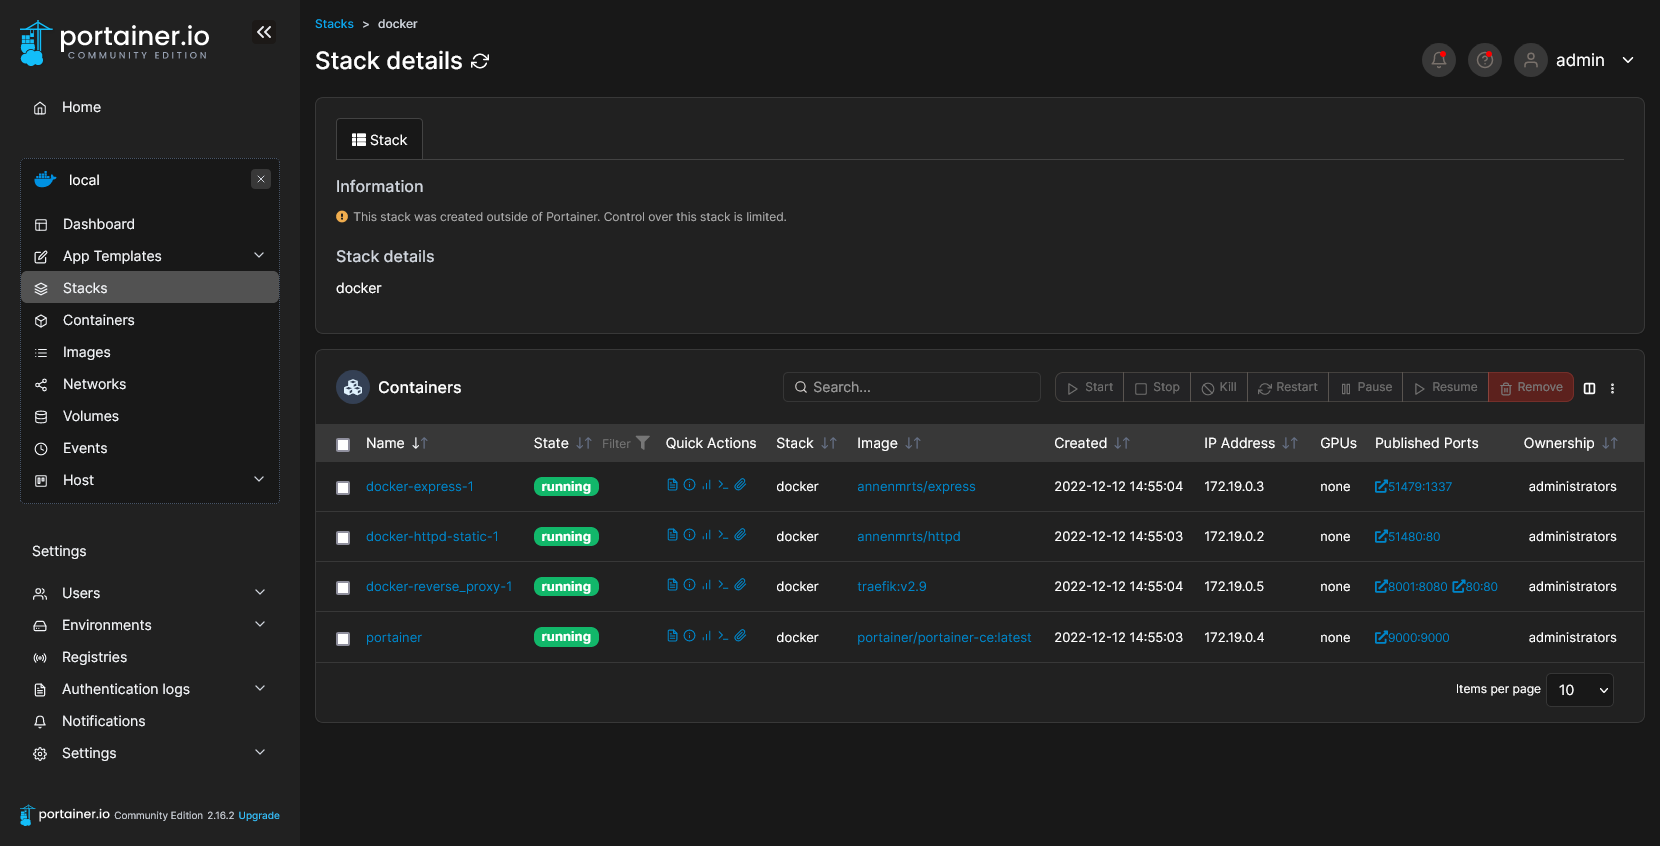 portainer.io
COMMUNITY EDITION
Home
local
Dashboard
App Templates
Stacks
Containers
Images
Networks
Volumes
Events
Host
Settings
Users
Environments
Registries
Authentication logs
Notifications
Settings
portainer.io Community Edition 2.16.2 Upgrade
Stacks > docker
Stack details
admin
Stack
Information
This stack was created outside of Portainer. Control over this stack is limited.
Stack details
docker
Containers Search... Start Stop Kill Restart Pause Resume Remove
Name State Filter Quick Actions Stack Image Created IP Address GPUs Published Ports Ownership
docker-express-1 running docker annenmrts/express 2022-12-12 14:55:04 172.19.0.3 none 51479:1337 administrators
docker-httpd-static-1 running docker annenmrts/httpd 2022-12-12 14:55:03 172.19.0.2 none 51480:80 administrators
docker-reverse_proxy-1 running docker traefik:v2.9 2022-12-12 14:55:04 172.19.0.5 none 8001:8080 80:80 administrators
portainer running docker portainer/portainer-ce:latest 2022-12-12 14:55:03 172.19.0.4 none 9000:9000 administrators
Items per page 10